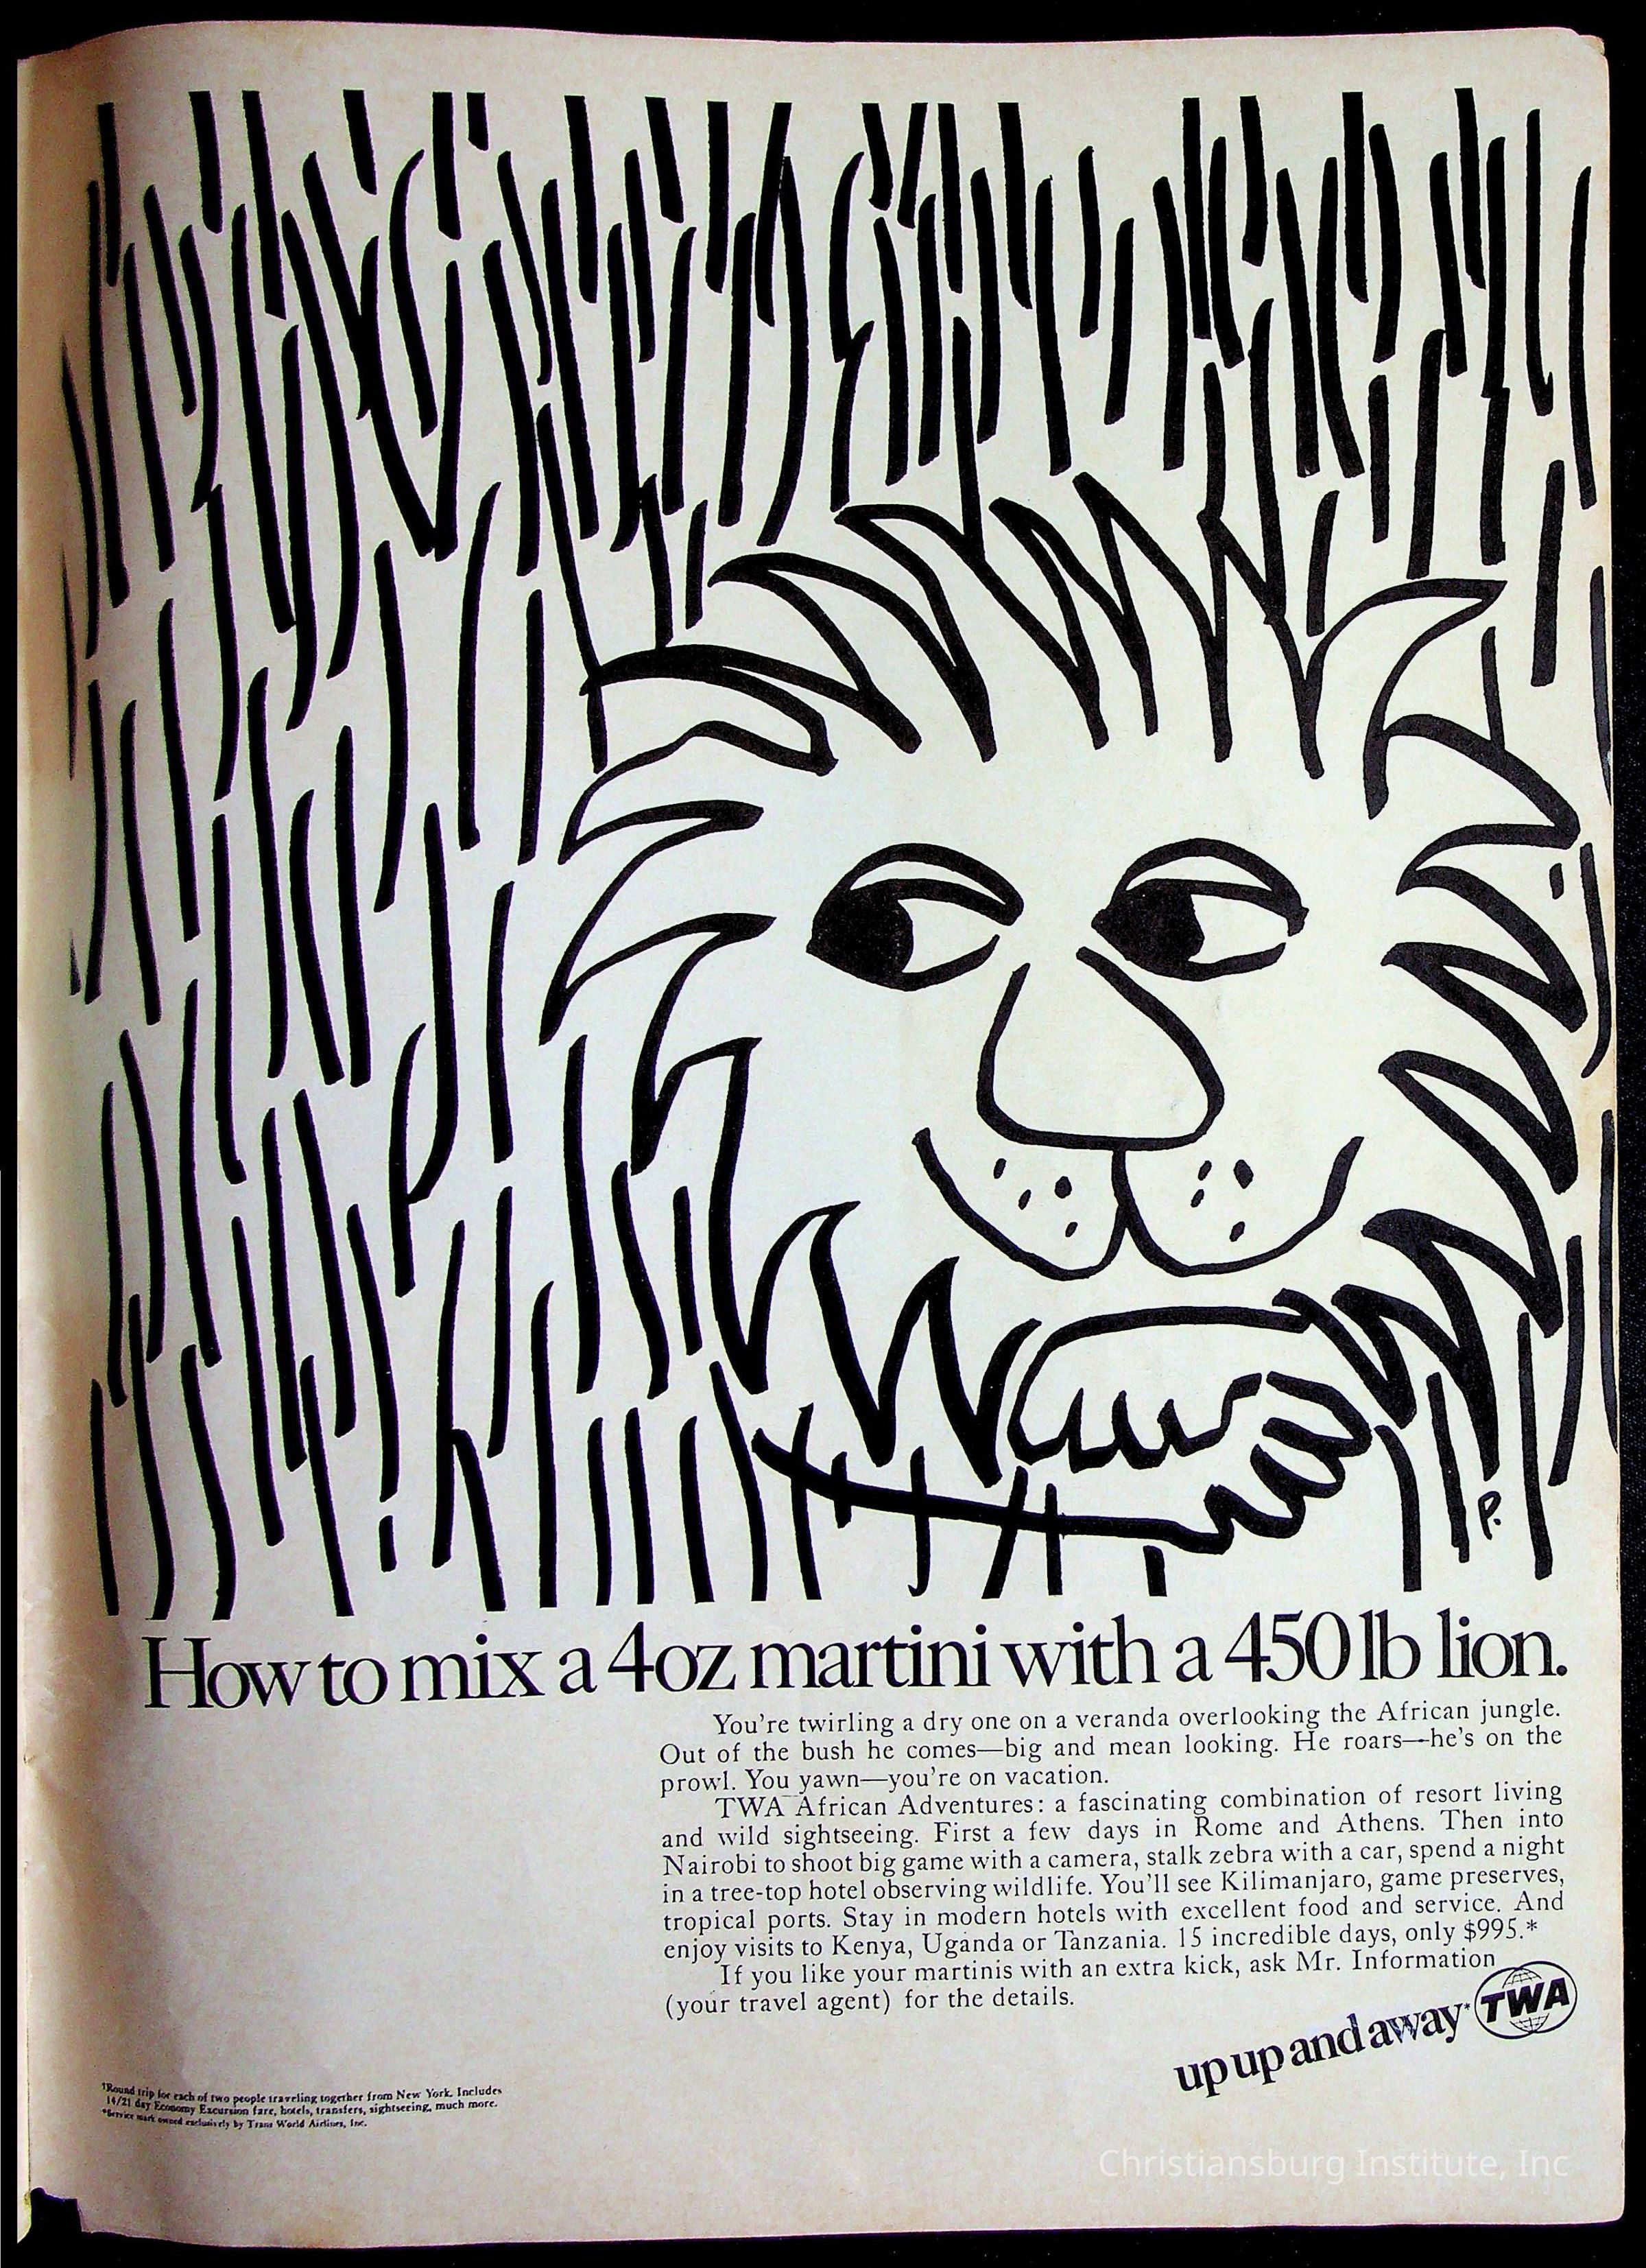 P.
How to mix a 4oz martini with a 450 lb lion.
You're twirling a dry one on a veranda overlooking the African jungle.
Out of the bush he comes—big and mean looking. He roars—he's on the
prowl. You yawn—you're on vacation.
TWA African Adventures: a fascinating combination of resort living
and wild sightseeing. First a few days in Rome and Athens. Then into
Nairobi to shoot big game with a camera, stalk zebra with a car, spend a night
in a tree-top hotel observing wildlife. You'll see Kilimanjaro, game preserves,
tropical ports. Stay in modern hotels with excellent food and service. And
enjoy visits to Kenya, Uganda or Tanzania. 15 incredible days, only $995.*
If you like your martinis with an extra kick, ask Mr. Information
(your travel agent) for the details.
up up and away* TWA
†Round trip for each of two people traveling together from New York. Includes
14/21 day Economy Excursion fare, hotels, transfers, sightseeing, much more.
*Service mark owned exclusively by Trans World Airlines, Inc.
Christiansburg Institute, Inc